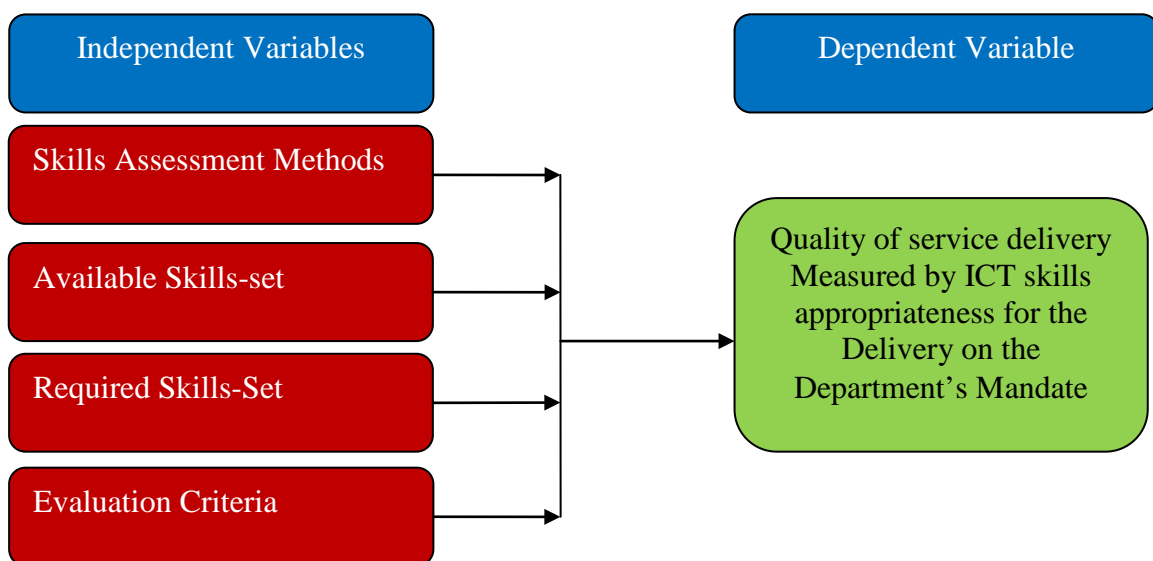 Independent Variables
Dependent Variable
Skills Assessment Methods
Available Skills-set
Required Skills-Set
Evaluation Criteria
Quality of service delivery
Measured by ICT skills
appropriateness for the
Delivery on the
Department’s Mandate